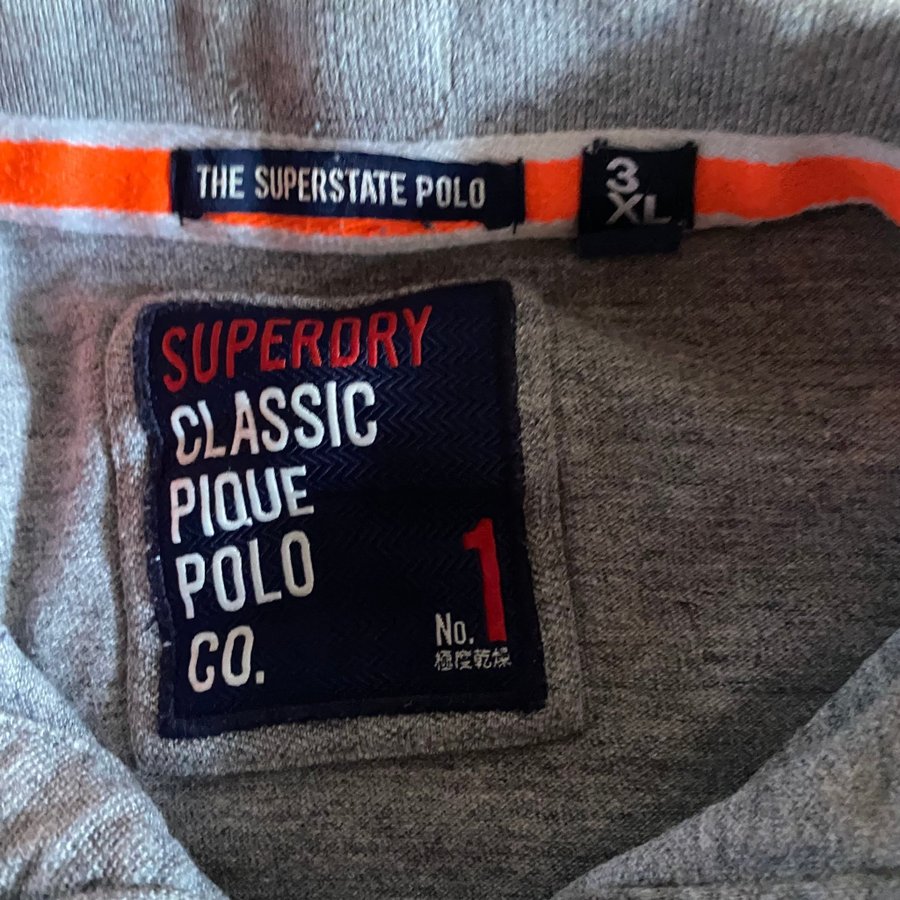 THE SUPERSTATE POLO
3
XL
SUPERDRY
CLASSIC
PIQUE
POLO
CO.
No.1
極度乾燥